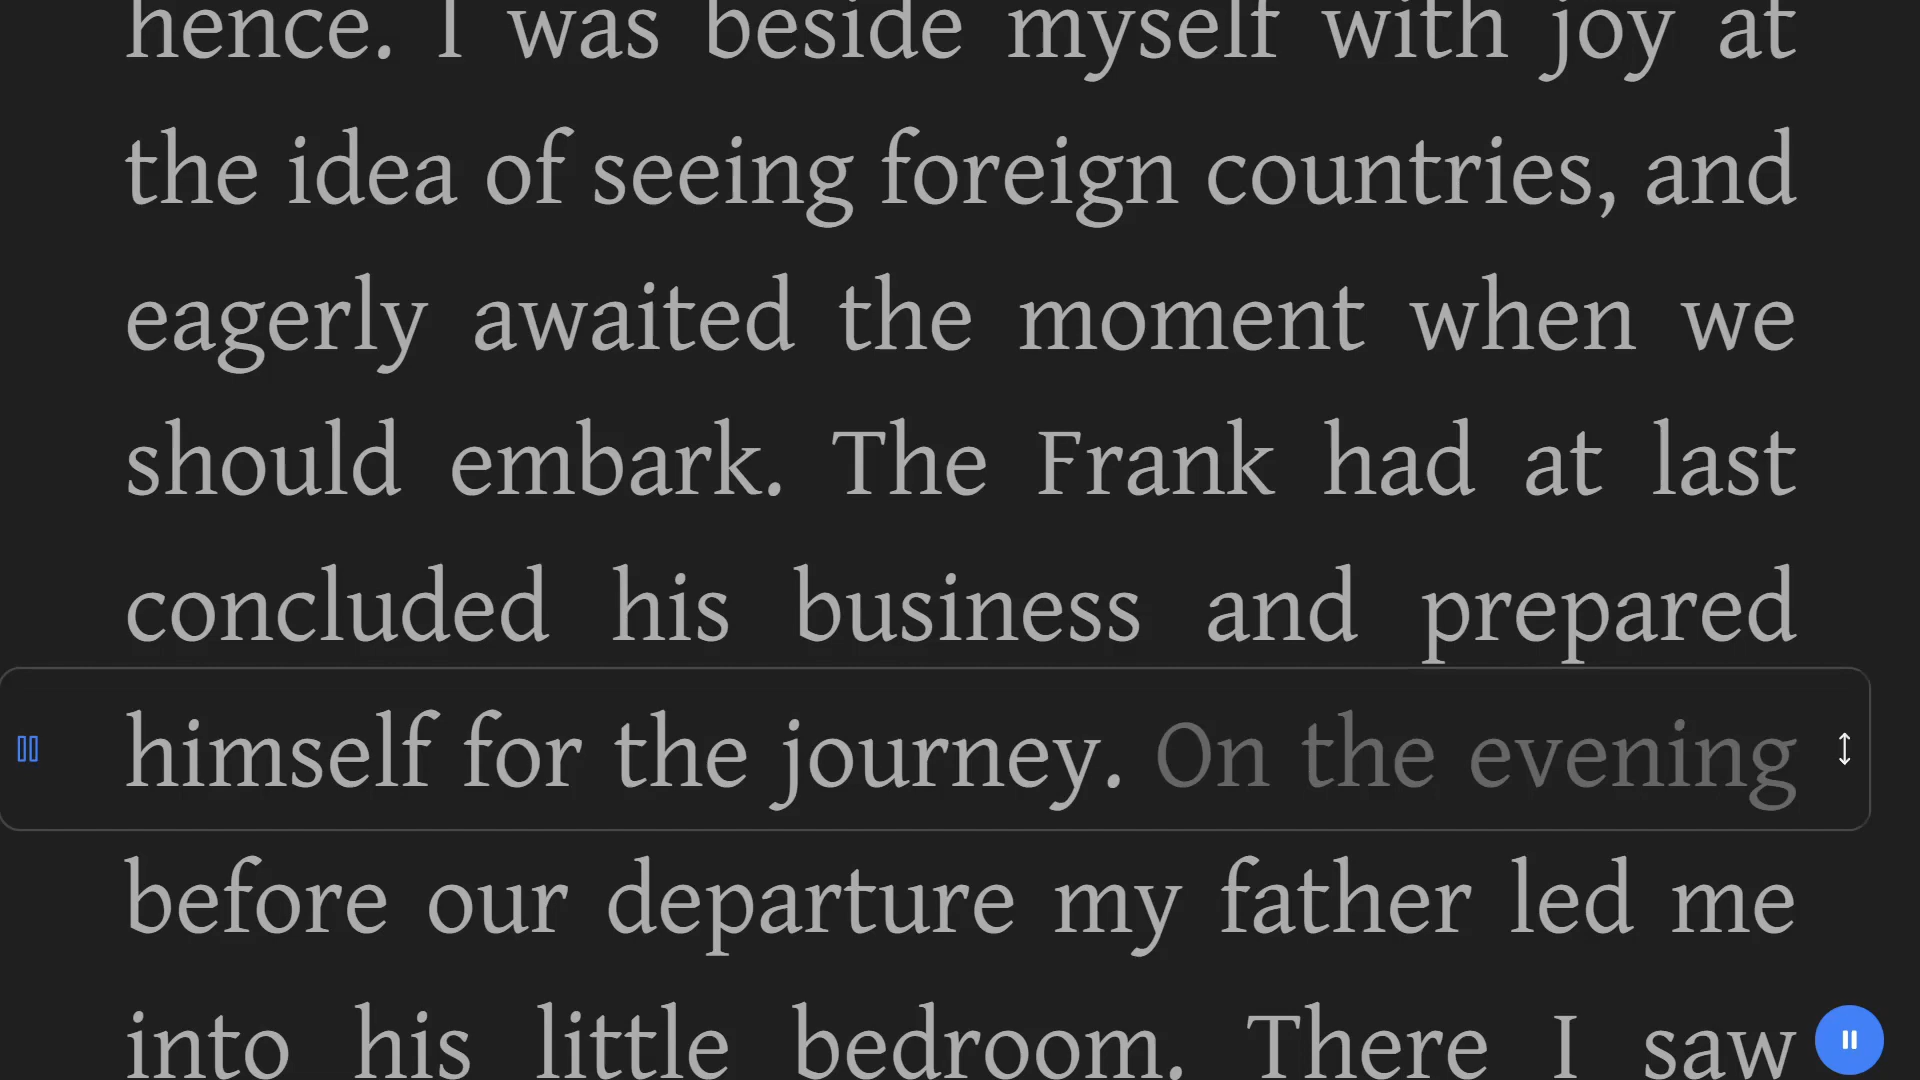 hence. I was beside myself with joy at
the idea of seeing foreign countries, and
eagerly awaited the moment when we
should embark. The Frank had at last
concluded his business and prepared
himself for the journey. On the evening
before our departure my father led me
into his little bedroom. There I saw